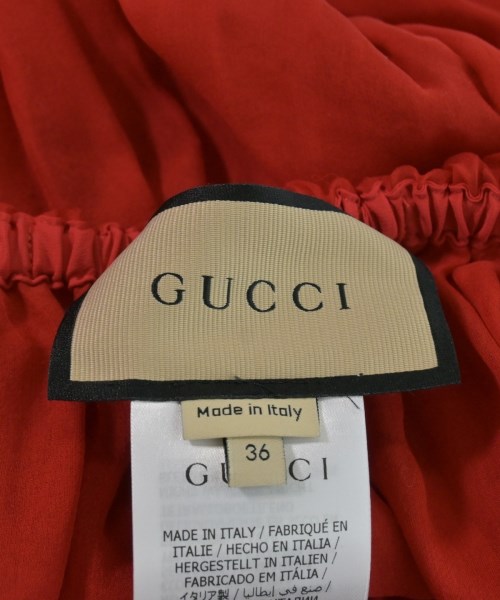 GUCCI
Made in Italy
36
GUCCI
MADE IN ITALY / FABRIQUÉ EN
ITALIE / HECHO EN ITALIA /
HERGESTELLT IN ITALIEN /
FABRICADO EM ITÁLIA /
イタリア製 / صنع في إيطاليا /